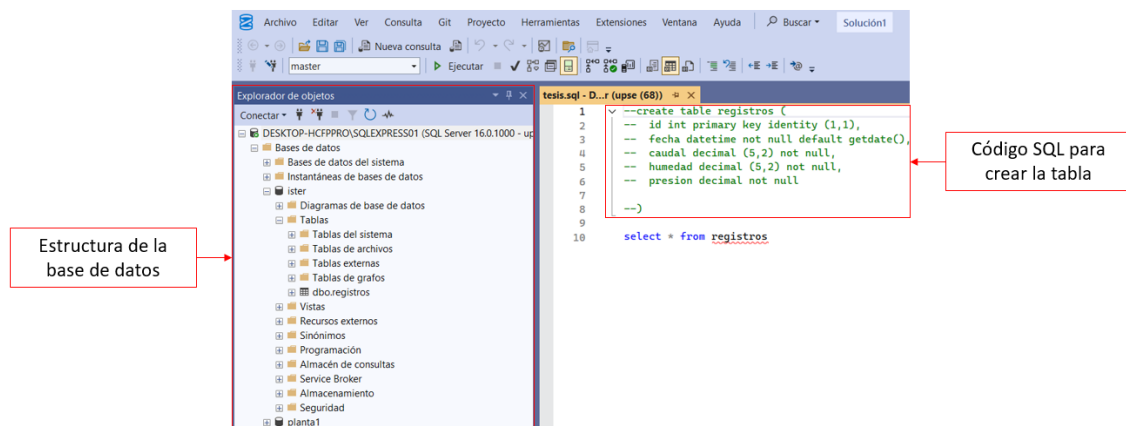 Archivo Editar Ver Consulta Git Proyecto Herramientas Extensiones Ventana Ayuda Buscar Solución1
Nueva consulta
master Ejecutar
Explorador de objetos
Conectar
DESKTOP-HCFPPRO\SQLEXPRESS01 (SQL Server 16.0.1000 - up
Bases de datos
Bases de datos del sistema
Instantáneas de bases de datos
ister
Diagramas de base de datos
Tablas
Tablas del sistema
Tablas de archivos
Tablas externas
Tablas de grafos
dbo.registros
Vistas
Recursos externos
Sinónimos
Programación
Almacén de consultas
Service Broker
Almacenamiento
Seguridad
planta1
tesis.sql - D...r (upse (68))
1 --create table registros (
2 -- id int primary key identity (1,1),
3 -- fecha datetime not null default getdate(),
4 -- caudal decimal (5,2) not null,
5 -- humedad decimal (5,2) not null,
6 -- presion decimal not null
7
8 --)
9
10 select * from registros
Estructura de la
base de datos
Código SQL para
crear la tabla